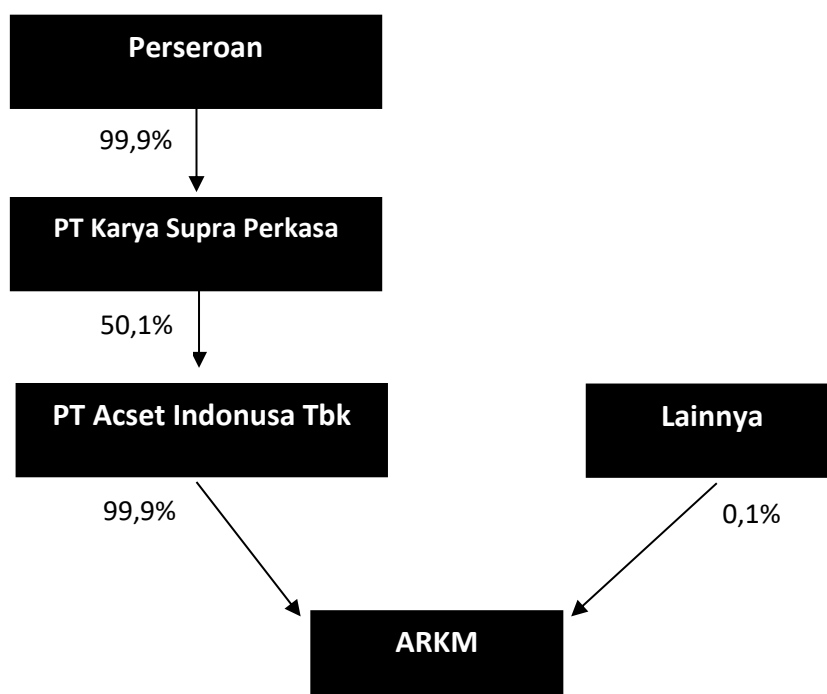 Perseroan
99,9%
PT Karya Supra Perkasa
50,1%
PT Acset Indonusa Tbk
Lainnya
99,9%
0,1%
ARKM